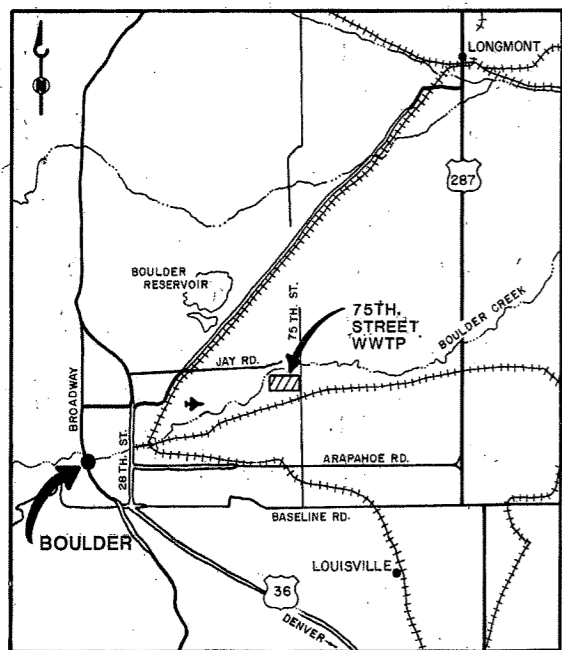 LONGMONT
N
287
BOULDER
RESERVOIR
75TH ST.
75TH.
STREET
WWTP
BOULDER CREEK
JAY RD.
BROADWAY
28TH. ST.
ARAPAHOE RD.
BASELINE RD.
BOULDER
LOUISVILLE
36
DENVER